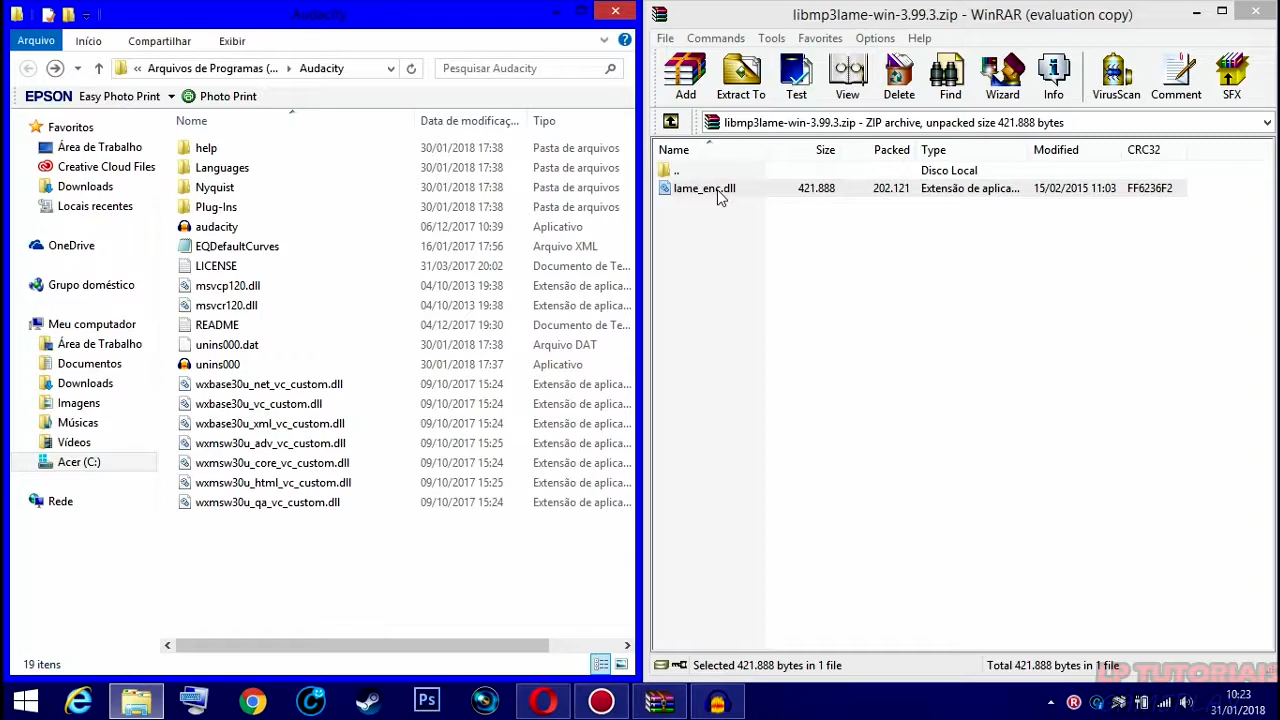 Audacity
Arquivo Início Compartilhar Exibir
« Arquivos de Programas (... Audacity
Pesquisar Audacity
EPSON Easy Photo Print Photo Print
Favoritos
Área de Trabalho
Creative Cloud Files
Downloads
Locais recentes
OneDrive
Grupo doméstico
Meu computador
Área de Trabalho
Documentos
Downloads
Imagens
Músicas
Vídeos
Acer (C:)
Rede
Nome Data de modificaç... Tipo
help 30/01/2018 17:38 Pasta de arquivos
Languages 30/01/2018 17:38 Pasta de arquivos
Nyquist 30/01/2018 17:38 Pasta de arquivos
Plug-Ins 30/01/2018 17:38 Pasta de arquivos
audacity 06/12/2017 10:39 Aplicativo
EQDefaultCurves 16/01/2017 17:56 Arquivo XML
LICENSE 31/03/2017 20:02 Documento de Te...
msvcp120.dll 04/10/2013 19:38 Extensão de aplica...
msvcr120.dll 04/10/2013 19:38 Extensão de aplica...
README 04/12/2017 19:30 Documento de Te...
unins000.dat 30/01/2018 17:38 Arquivo DAT
unins000 30/01/2018 17:37 Aplicativo
wxbase30u_net_vc_custom.dll 09/10/2017 15:24 Extensão de aplica...
wxbase30u_vc_custom.dll 09/10/2017 15:24 Extensão de aplica...
wxbase30u_xml_vc_custom.dll 09/10/2017 15:24 Extensão de aplica...
wxmsw30u_adv_vc_custom.dll 09/10/2017 15:25 Extensão de aplica...
wxmsw30u_core_vc_custom.dll 09/10/2017 15:24 Extensão de aplica...
wxmsw30u_html_vc_custom.dll 09/10/2017 15:25 Extensão de aplica...
wxmsw30u_qa_vc_custom.dll 09/10/2017 15:24 Extensão de aplica...
19 itens
libmp3lame-win-3.99.3.zip - WinRAR (evaluation copy)
File Commands Tools Favorites Options Help
Add Extract To Test View Delete Find Wizard Info VirusScan Comment SFX
libmp3lame-win-3.99.3.zip - ZIP archive, unpacked size 421.888 bytes
Name Size Packed Type Modified CRC32
.. Disco Local
lame_enc.dll 421.888 202.121 Extensão de aplica... 15/02/2015 11:03 FF6236F2
Selected 421.888 bytes in 1 file Total 421.888 bytes in 1 file
TUTORIAL
Ps
10:23
31/01/2018